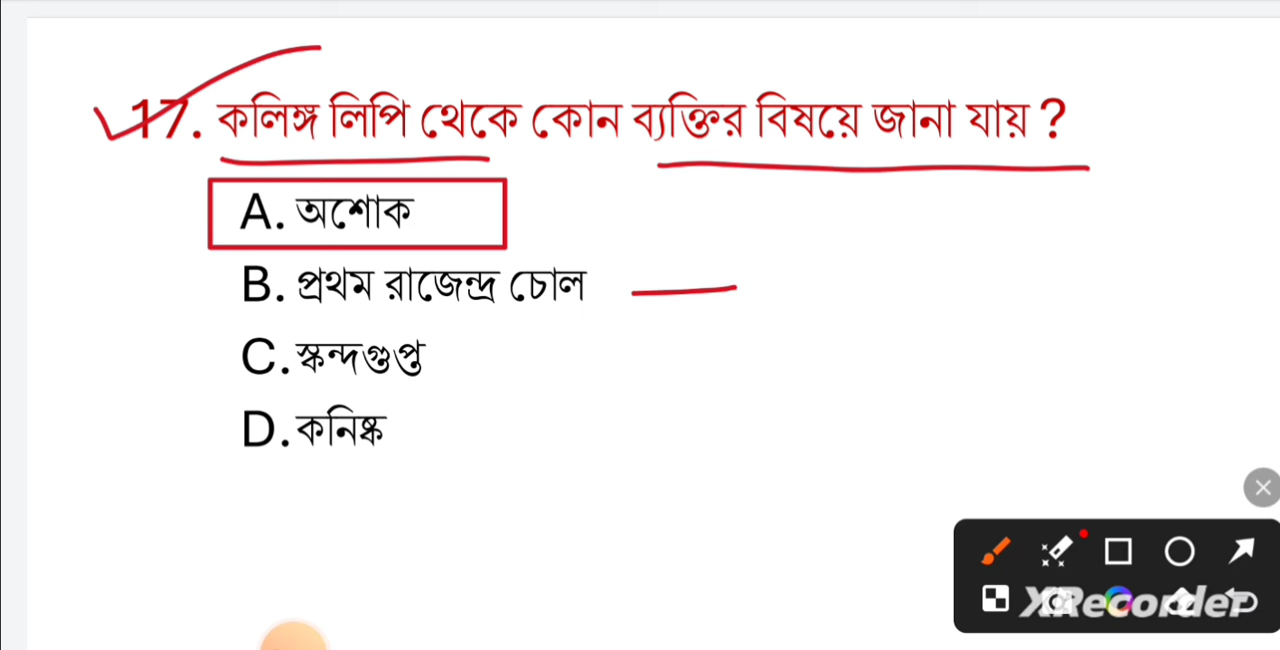 17. কলিঙ্গ লিপি থেকে কোন ব্যক্তির বিষয়ে জানা যায় ?
A. অশোক
B. প্রথম রাজেন্দ্র চোল
C. স্কন্দগুপ্ত
D. কনিষ্ক
XRecorder